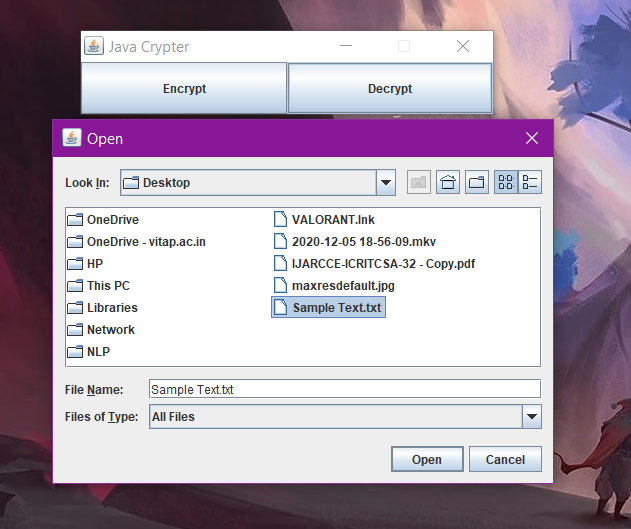 Java Crypter
Encrypt Decrypt
Open
Look In: Desktop
OneDrive
OneDrive - vitap.ac.in
HP
This PC
Libraries
Network
NLP
VALORANT.lnk
2020-12-05 18-56-09.mkv
IJARCCE-ICRITCSA-32 - Copy.pdf
maxresdefault.jpg
Sample Text.txt
File Name: Sample Text.txt
Files of Type: All Files
Open Cancel